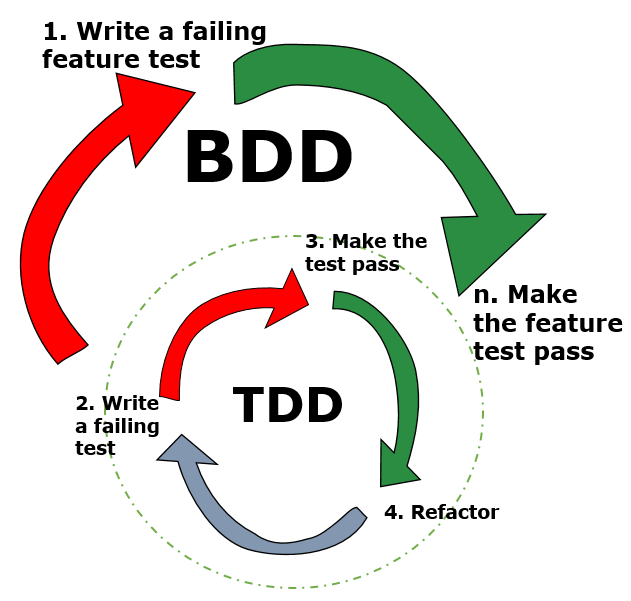 1. Write a failing
feature test
BDD
3. Make the
test pass
n. Make
the feature
test pass
TDD
2. Write
a failing
test
4. Refactor